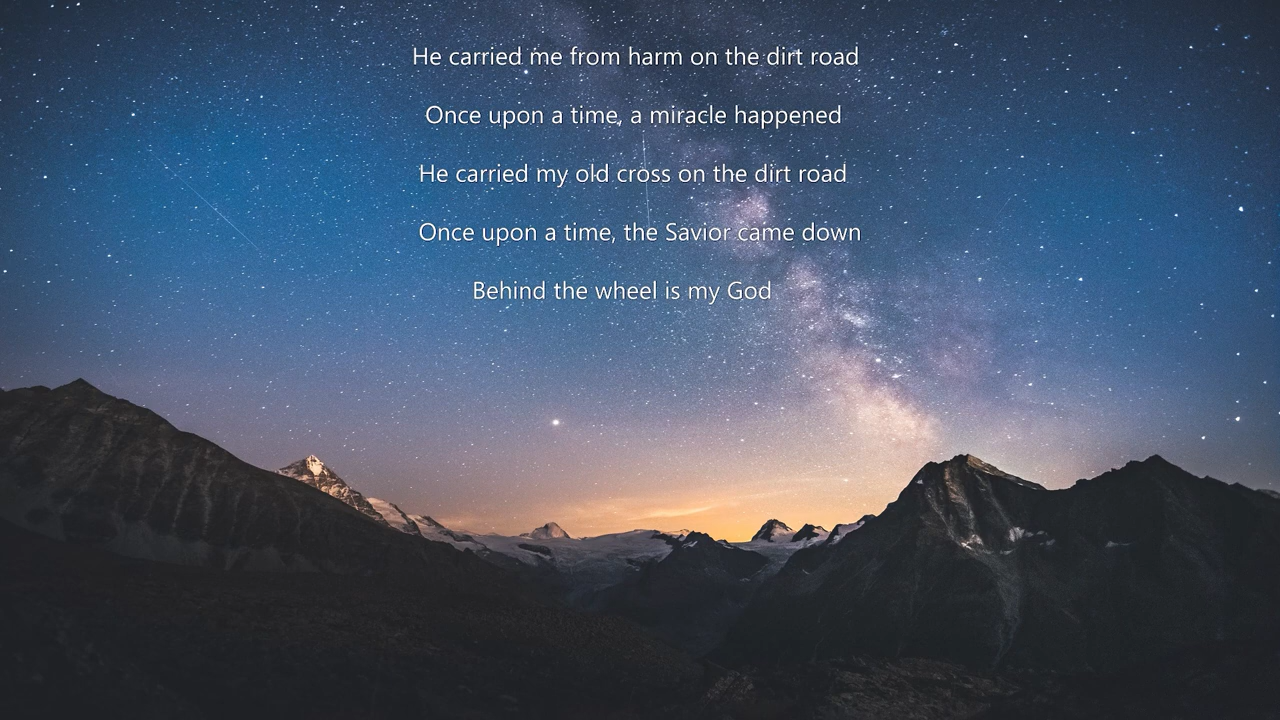 He carried me from harm on the dirt road
Once upon a time, a miracle happened
He carried my old cross on the dirt road
Once upon a time, the Savior came down
Behind the wheel is my God